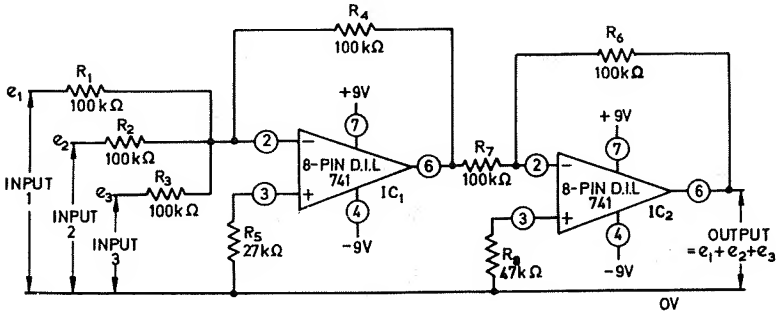 R4
100kΩ
R6
100kΩ
R1
100kΩ
e1
+9V
+9V
R2
100kΩ
e2
7
7
R3
100kΩ
e3
2
−
8-PIN D.I.L
741
6
R7
100kΩ
2
−
8-PIN D.I.L
741
6
INPUT
1
INPUT
2
INPUT
3
3
+
IC1
3
+
IC2
4
4
R5
27kΩ
-9V
R8
47kΩ
-9V
OUTPUT
=e1+e2+e3
0V